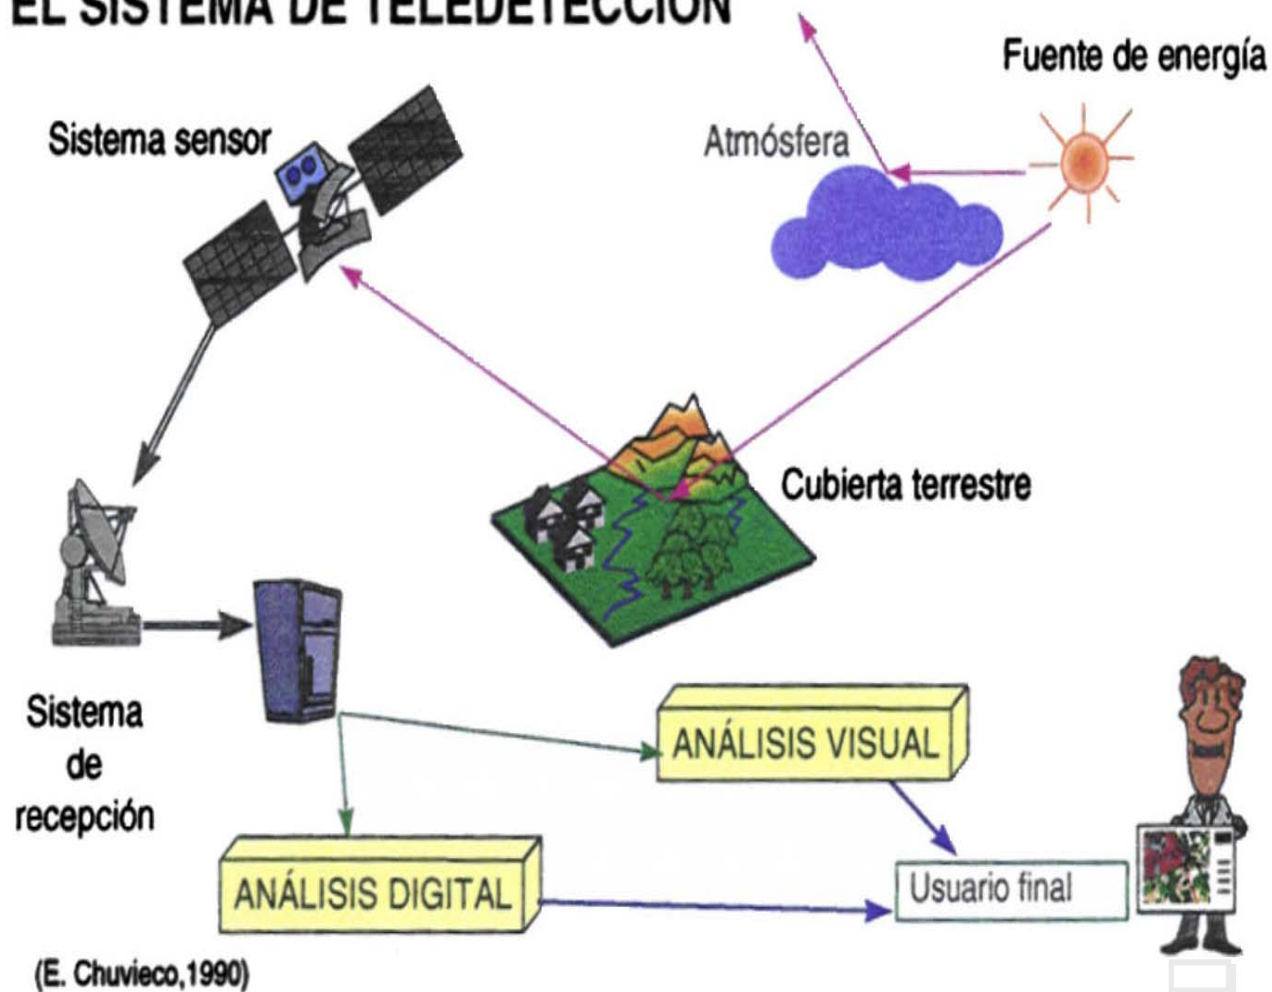 EL SISTEMA DE TELEDETECCIÓN
Fuente de energía
Sistema sensor
Atmósfera
Cubierta terrestre
Sistema
de
recepción
ANÁLISIS VISUAL
ANÁLISIS DIGITAL
Usuario final
(E. Chuvieco,1990)